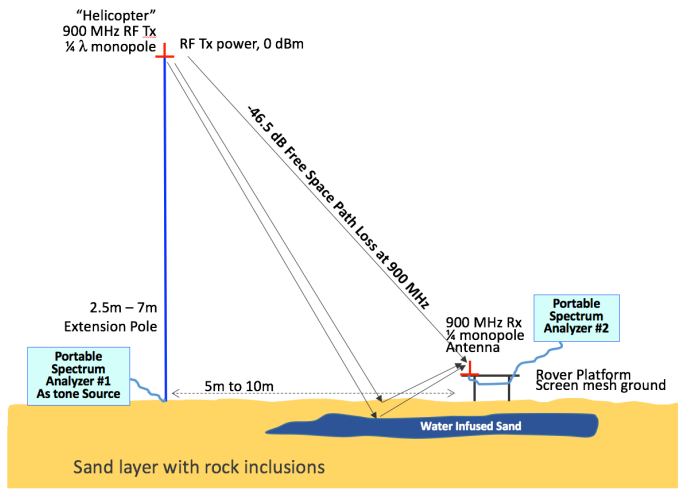 “Helicopter”
900 MHz RF Tx
¼ λ monopole
RF Tx power, 0 dBm
-46.5 dB Free Space Path Loss at 900 MHz
2.5m – 7m
Extension Pole
Portable
Spectrum
Analyzer #1
As tone Source
5m to 10m
900 MHz Rx
¼ monopole
Antenna
Portable
Spectrum
Analyzer #2
Rover Platform
Screen mesh ground
Water Infused Sand
Sand layer with rock inclusions